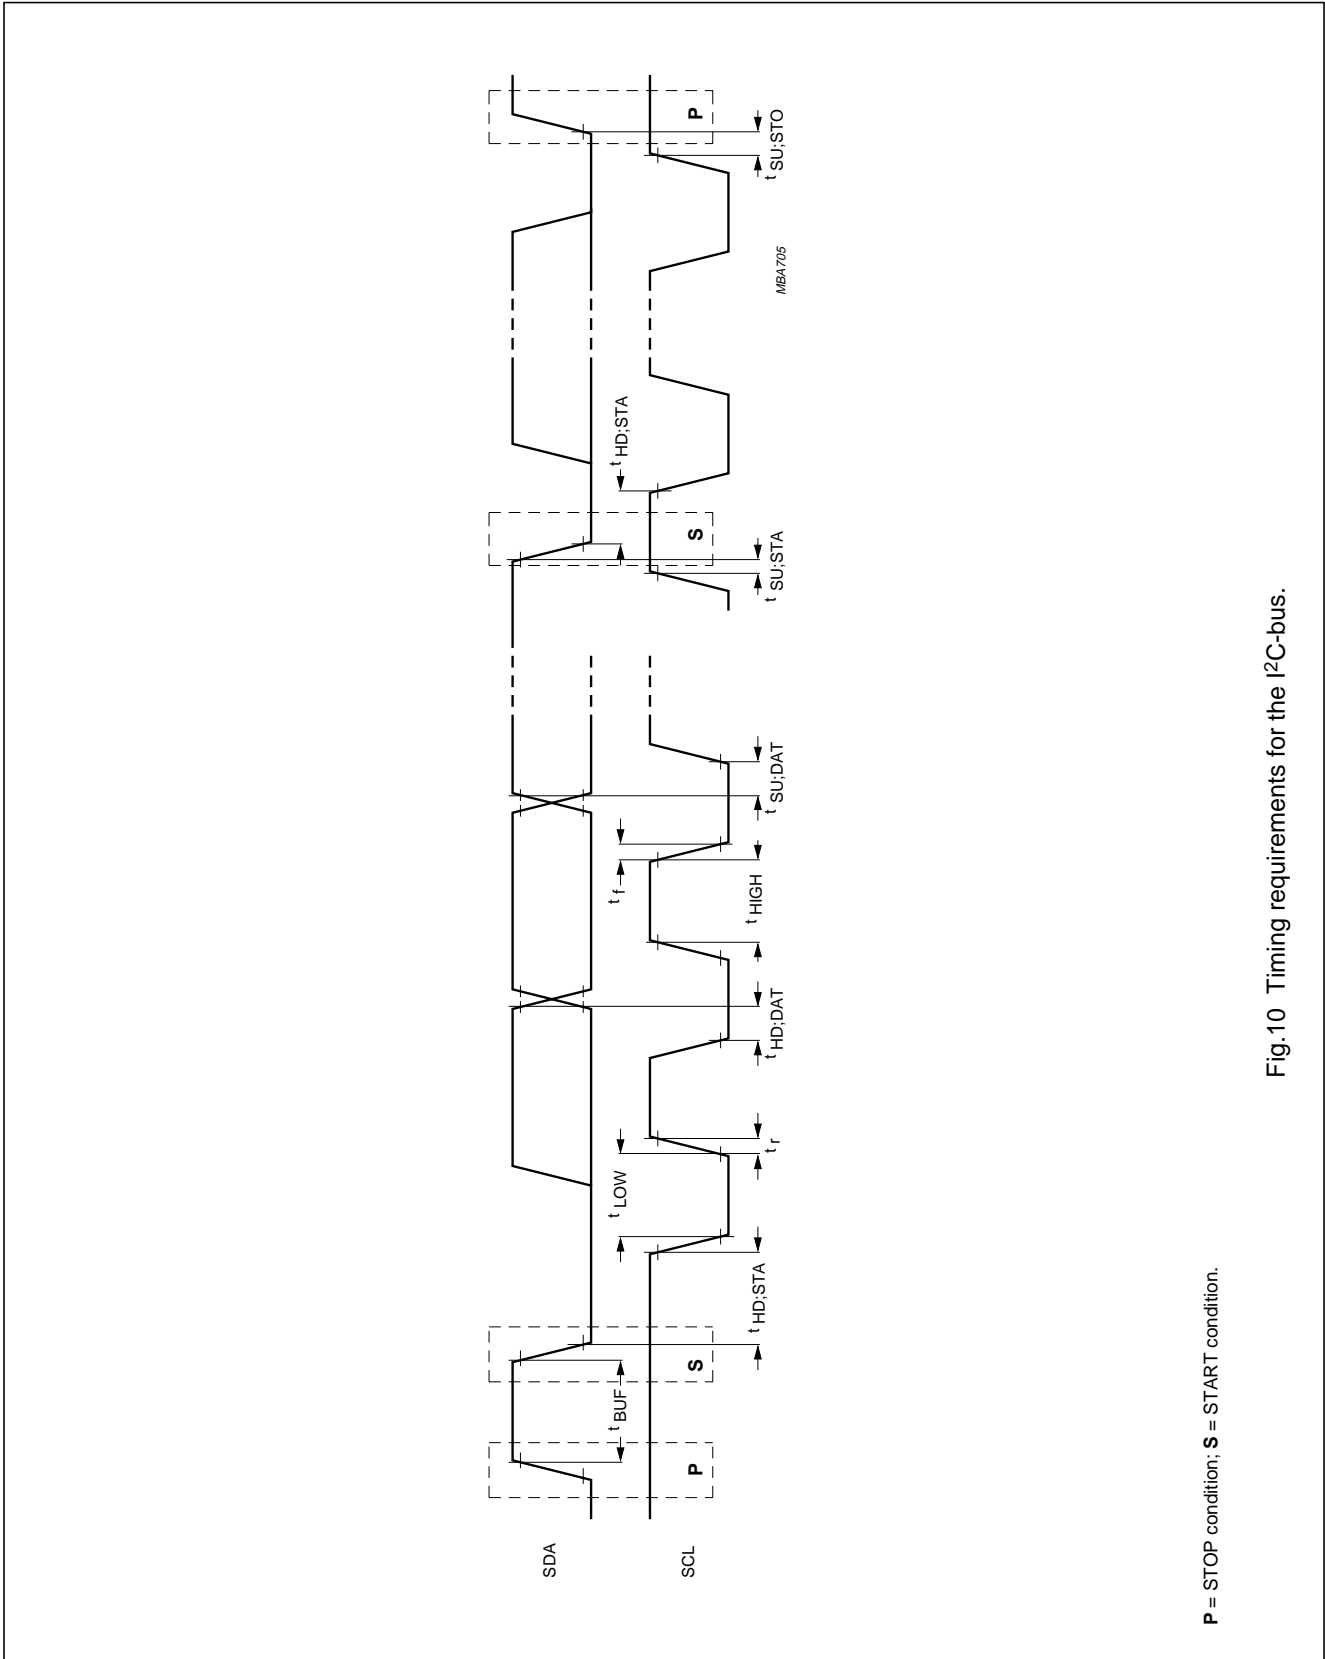 SDA
SCL
P
S
S
P
t BUF
t HD;STA
t LOW
t r
t HD;DAT
t HIGH
t f
t SU;DAT
t SU;STA
t HD;STA
t SU;STO
MBA705
P = STOP condition; S = START condition.
Fig.10 Timing requirements for the I²C-bus.